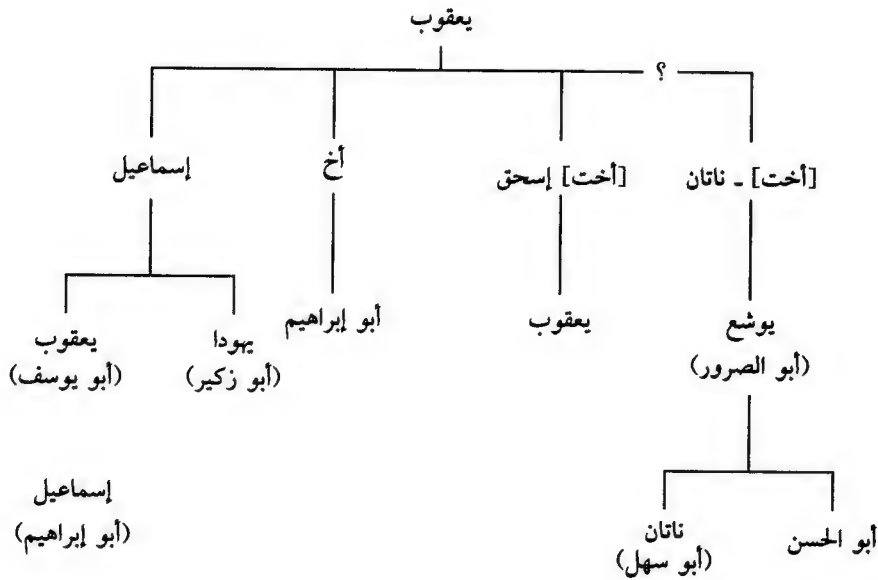 يعقوب
؟
[أخت] - ناتان
[أخت] إسحق
أخ
إسماعيل
يوشع
(أبو الصرور)
يعقوب
أبو إبراهيم
يهودا
(أبو زكير)
يعقوب
(أبو يوسف)
أبو الحسن
ناتان
(أبو سهل)
إسماعيل
(أبو إبراهيم)